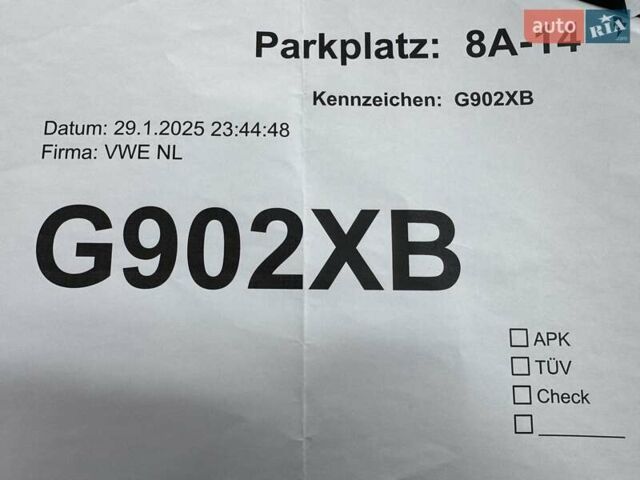 auto RIA.com
Parkplatz: 8A-14
Kennzeichen: G902XB
Datum: 29.1.2025 23:44:48
Firma: VWE NL
G902XB
APK
TÜV
Check